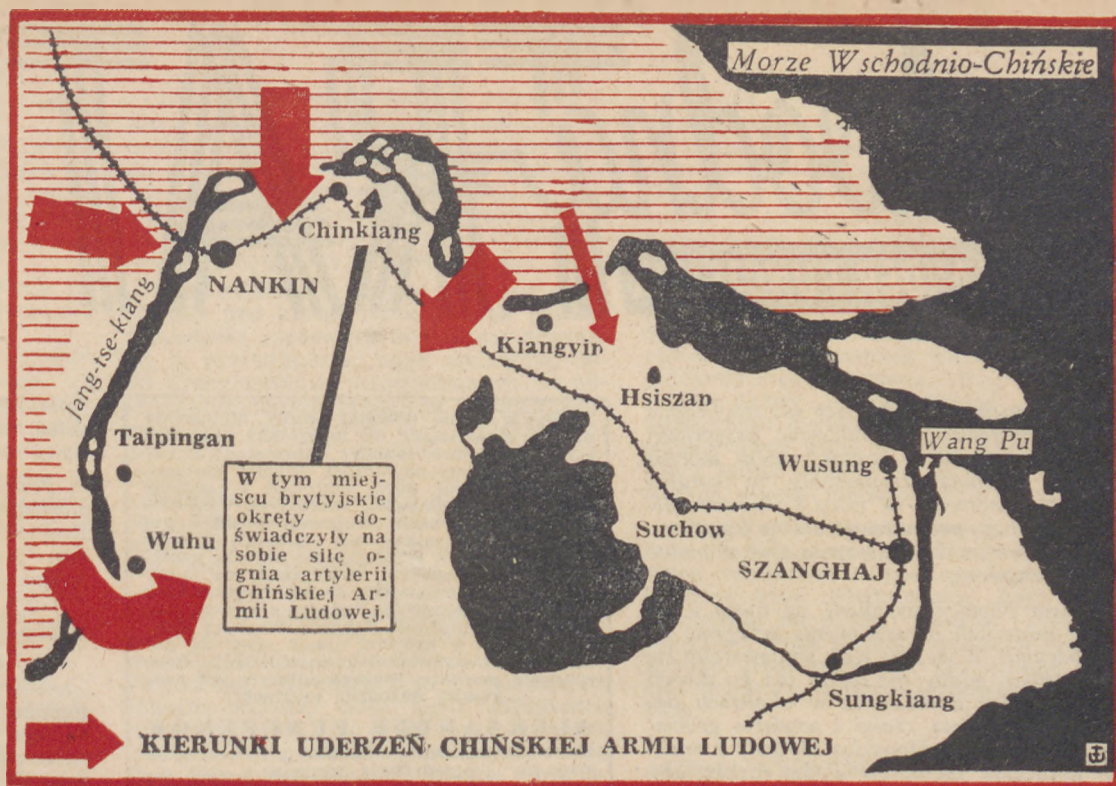 Morze Wschodnio-Chińskie
Chinkiang
NANKIN
Jang-tse-kiang
Kiangyin
Hsiszan
Taipingan
Wang Pu
Wusung
W tym miej-
scu brytyjskie
okręty do-
świadczyły na
sobie siłę o-
gnia artylerii
Chińskiej Ar-
mii Ludowej.
Suchow
Wuhu
SZANGHAJ
Sungkiang
KIERUNKI UDERZEŃ CHIŃSKIEJ ARMII LUDOWEJ